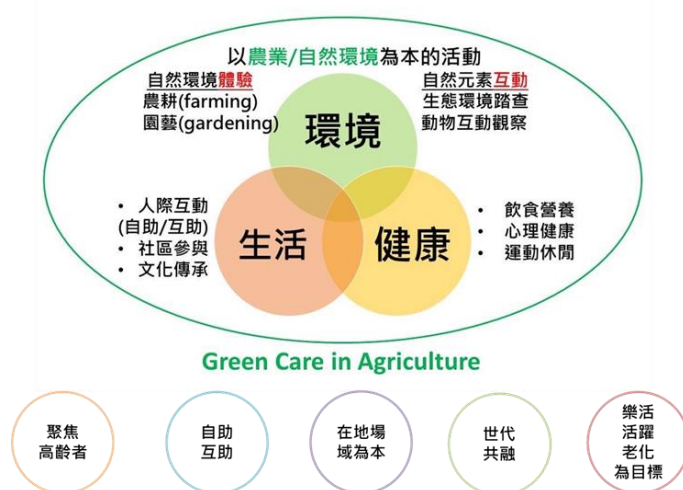 以農業/自然環境為本的活動
自然環境體驗
農耕(farming)
園藝(gardening)
自然元素互動
生態環境踏查
動物互動觀察
環境
• 人際互動
(自助/互助)
• 社區參與
• 文化傳承
生活
健康
• 飲食營養
• 心理健康
• 運動休閒
Green Care in Agriculture
聚焦
高齡者
自助
互助
在地場
域為本
世代
共融
樂活
活躍
老化
為目標